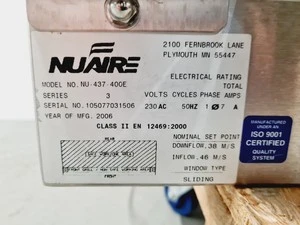 NUAIRE
2100 FERNBROOK LANE
PLYMOUTH MN 55447
MODEL NO. NU-437-400E
SERIES 3
SERIAL NO. 105077031506
YEAR OF MFG. 2006
ELECTRICAL RATING
TOTAL
VOLTS CYCLES PHASE AMPS
230 AC 50HZ 1 Ø 7 A
CLASS II EN 12469:2000
NOMINAL SET POINT
DOWNFLOW .38 M/S
INFLOW .46 M/S
WINDOW TYPE
SLIDING
MANUFACTURED
UNDER AN
ISO 9001
CERTIFIED
QUALITY
SYSTEM